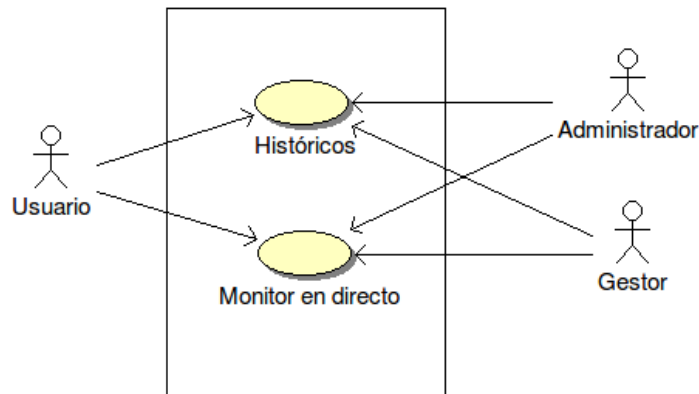 Históricos
Administrador
Usuario
Monitor en directo
Gestor